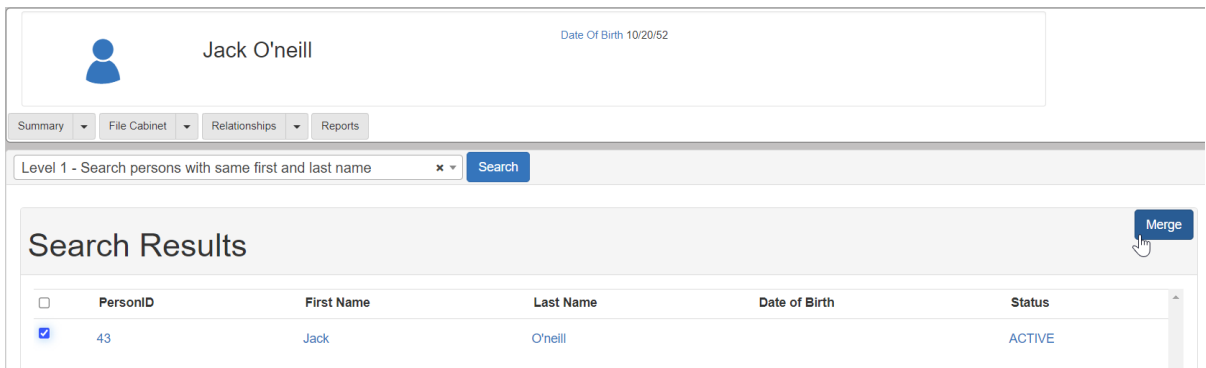 Jack O'neill
Date Of Birth 10/20/52
Summary File Cabinet Relationships Reports
Level 1 - Search persons with same first and last name × Search
Merge
Search Results
PersonID First Name Last Name Date of Birth Status
43 Jack O'neill ACTIVE